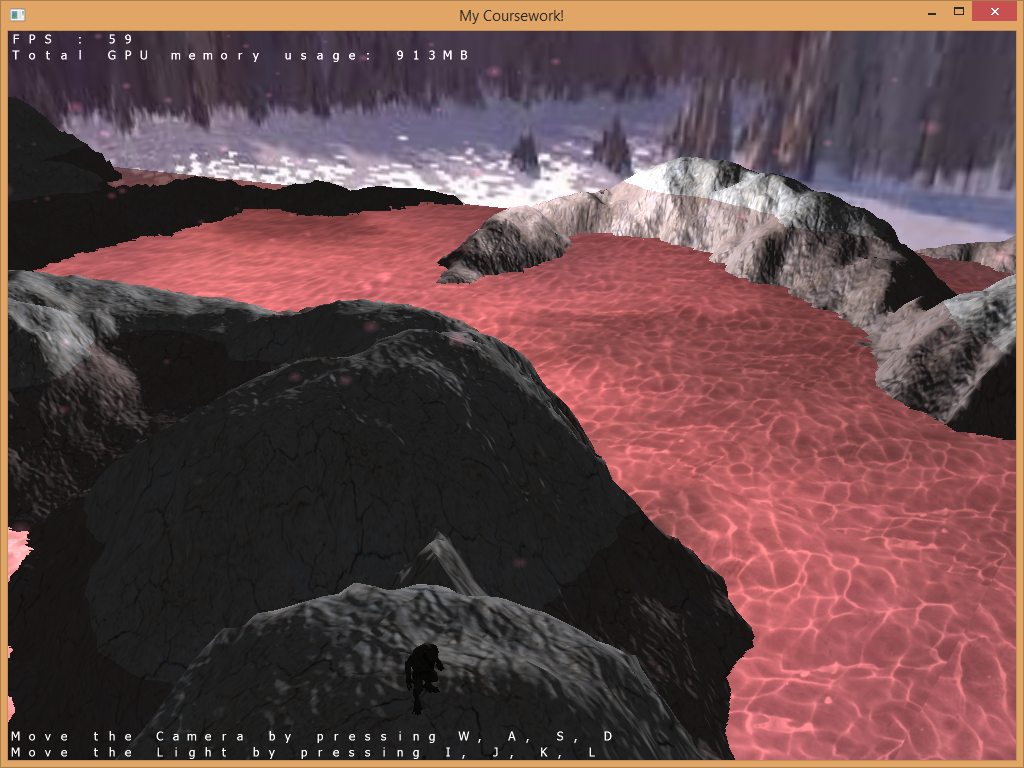 My Coursework!
FPS : 59
Total GPU memory usage: 913MB
Move the Camera by pressing W, A, S, D
Move the Light by pressing I, J, K, L